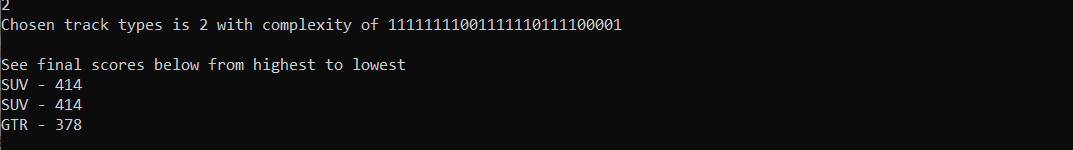 2
Chosen track types is 2 with complexity of 11111111001111110111100001
See final scores below from highest to lowest
SUV - 414
SUV - 414
GTR - 378